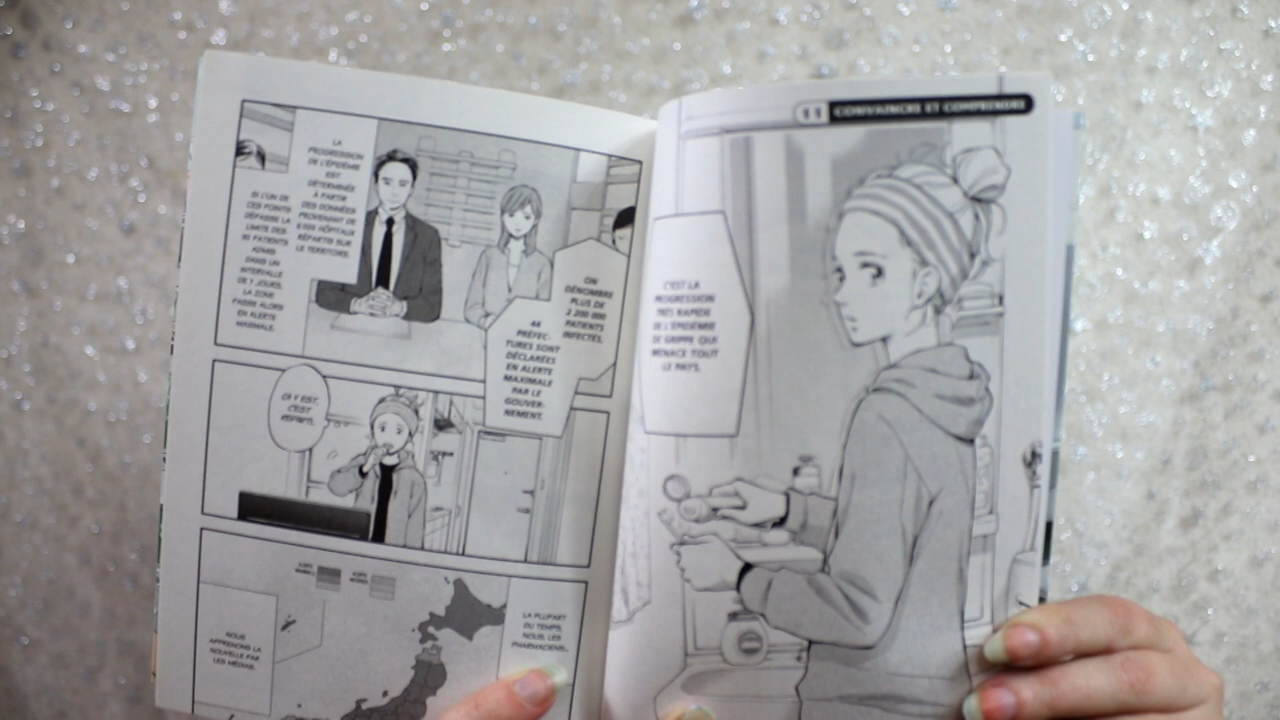 LA
PROGRESSION
DE L'ÉPIDÉMIE
EST
DÉTERMINÉE
À PARTIR
DES DONNÉES
PROVENANT DE
5 000 HÔPITAUX
RÉPARTIS SUR
LE TERRITOIRE.
SI L'UN DE
CES POINTS
DÉPASSE LA
LIMITE DES
PATIENTS
ADMIS
DANS UN
INTERVALLE
DE 7 JOURS,
LA ZONE
PASSE ALORS
EN ALERTE
MAXIMALE.
ON
DÉNOMBRE
PLUS DE
2 200 000
PATIENTS
INFECTÉS.
44
PRÉFEC-
TURES SONT
DÉCLARÉES
EN ALERTE
MAXIMALE
PAR LE
GOUVER-
NEMENT.
ÇA Y EST,
C'EST
REPARTI.
LA PLUPART
DU TEMPS,
NOUS, LES
PHARMACIENS...
NOUS
APPRENONS LA
NOUVELLE PAR
LES MÉDIAS.
11 CONVAINCRE ET COMPRENDRE
C'EST LA
PROGRESSION
TRÈS RAPIDE
DE L'ÉPIDÉMIE
DE GRIPPE QUI
MENACE TOUT
LE PAYS.